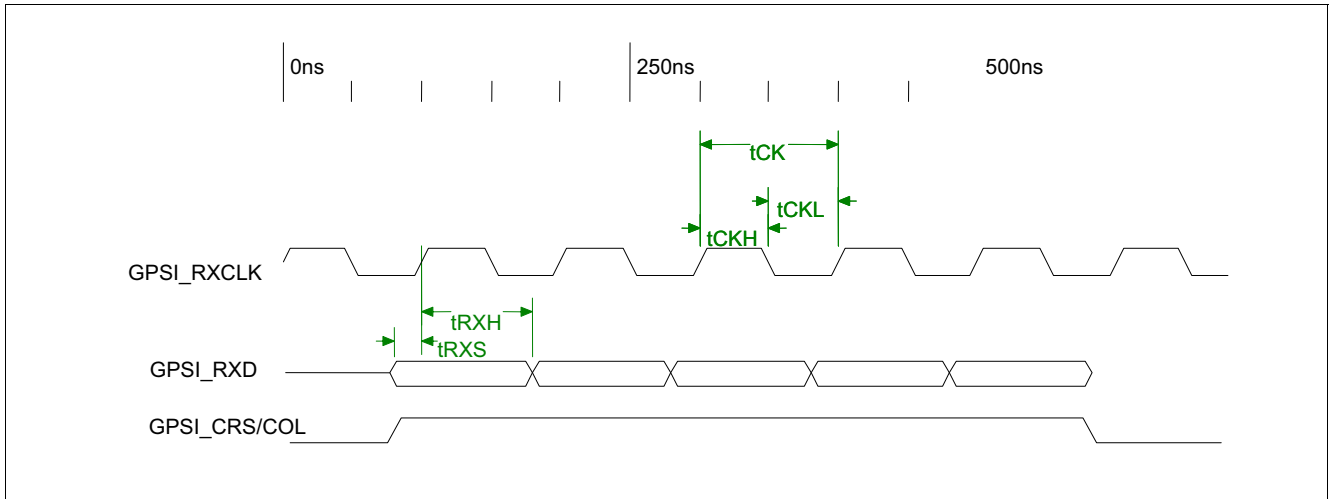 0ns 250ns 500ns
tCK
tCKL
tCKH
GPSI_RXCLK
tRXH
tRXS
GPSI_RXD
GPSI_CRS/COL